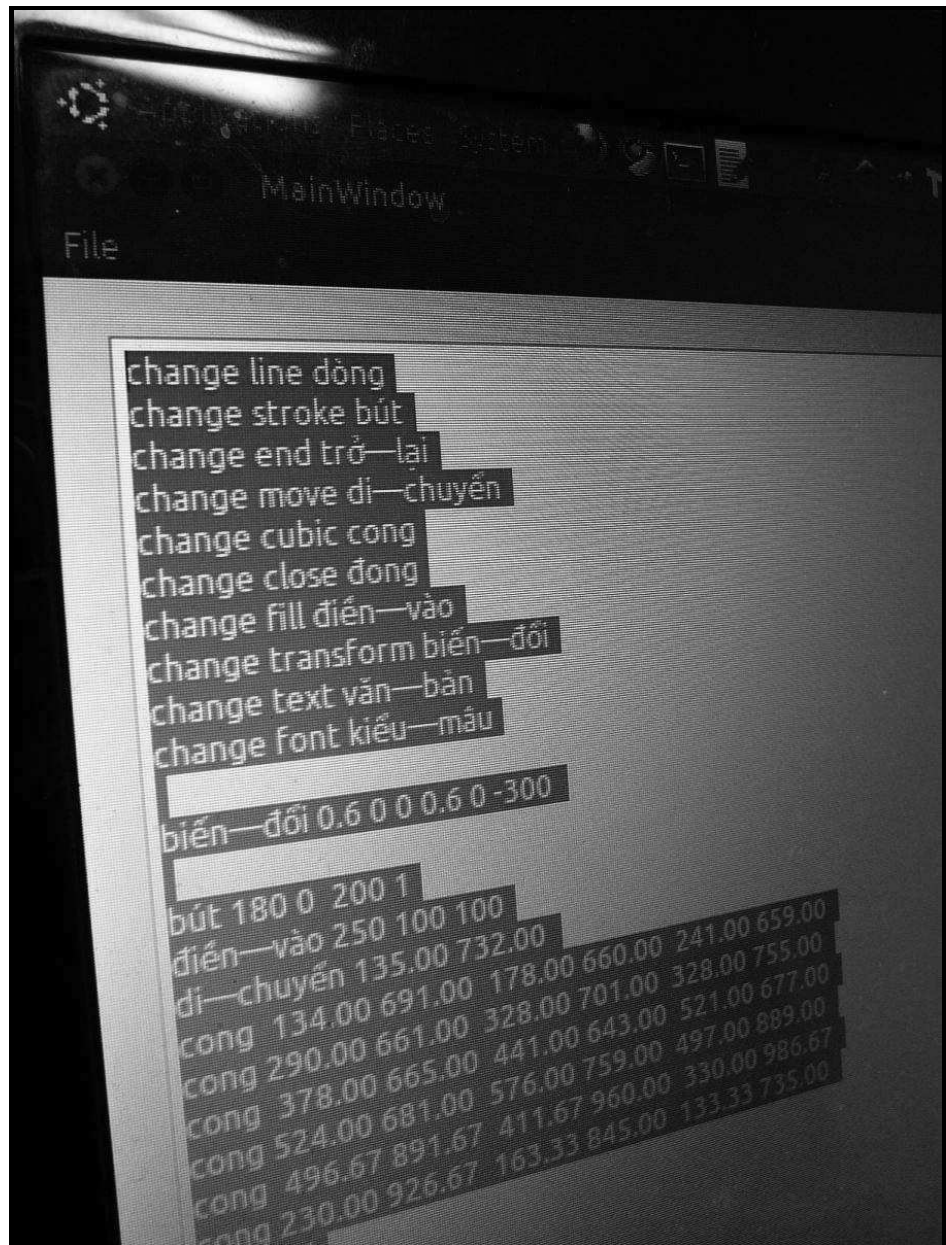 Places System
MainWindow
File
change line dòng
change stroke bút
change end trở—lại
change move di—chuyển
change cubic cong
change close đong
change fill điền—vào
change transform biến—đổi
change text văn—bản
change font kiểu—mâu
biến—đổi 0.6 0 0 0.6 0 -300
bút 180 0 200 1
điền—vào 250 100 100
di—chuyển 135.00 732.00
cong 134.00 691.00 178.00 660.00 241.00 659.00
cong 290.00 661.00 328.00 701.00 328.00 755.00
cong 378.00 665.00 441.00 643.00 521.00 677.00
cong 524.00 681.00 576.00 759.00 497.00 889.00
cong 496.67 891.67 411.67 960.00 330.00 986.67
cong 230.00 926.67 163.33 845.00 133.33 735.00